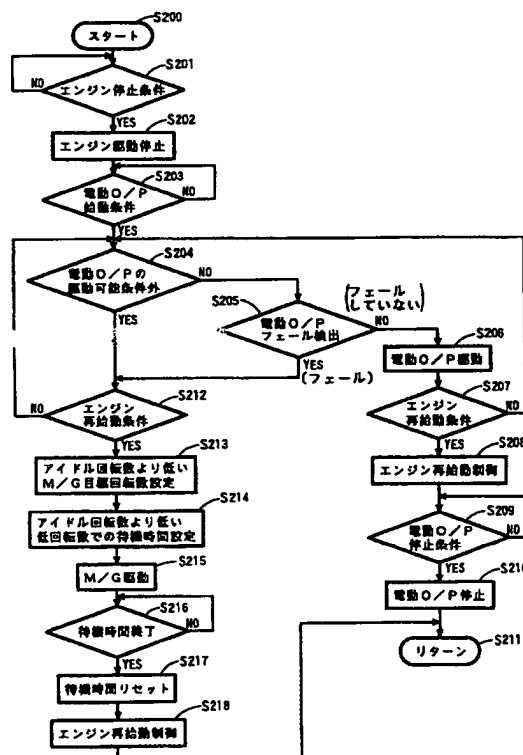 S200
スタート
S201
エンジン停止条件
NO
YES
S202
エンジン駆動停止
S203
電動O/P
始動条件
NO
YES
S204
電動O/Pの
駆動可能条件外
NO
YES
S205
電動O/P
フェール検出
(フェール
していない)
NO
YES
(フェール)
S206
電動O/P駆動
S207
エンジン
再始動条件
NO
YES
S208
エンジン再始動制御
S209
電動O/P
停止条件
NO
YES
S210
電動O/P停止
S211
リターン
S212
エンジン
再始動条件
NO
YES
S213
アイドル回転数より低い
M/G目標回転数設定
S214
アイドル回転数より低い
低回転数での待機時間設定
S215
M/G駆動
S216
待機時間終了
NO
YES
S217
待機時間リセット
S218
エンジン再始動制御